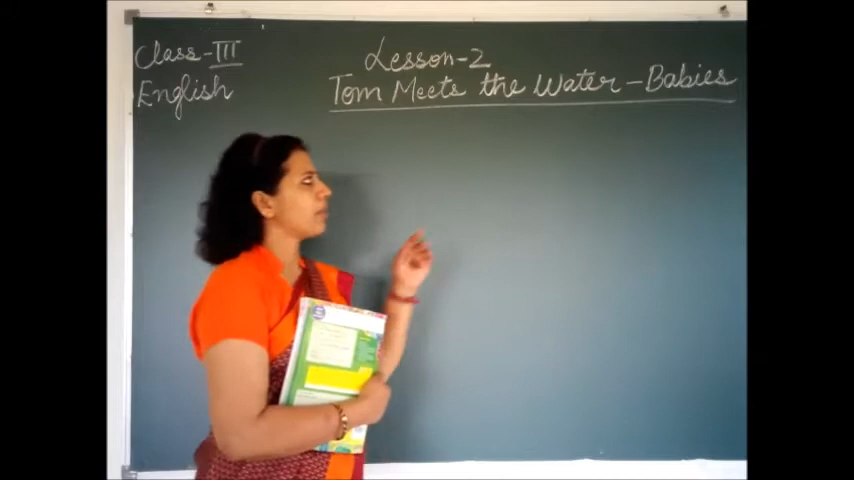 Class - III
English
Lesson - 2
Tom Meets the Water - Babies